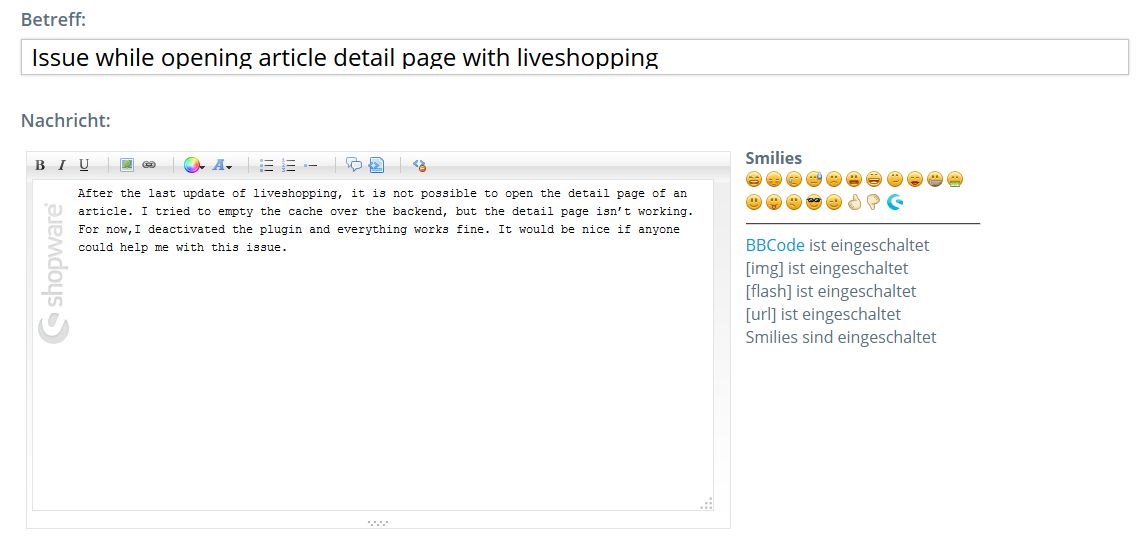 Betreff:
Issue while opening article detail page with liveshopping
Nachricht:
B I U
A
After the last update of liveshopping, it is not possible to open the detail page of an
article. I tried to empty the cache over the backend, but the detail page isn’t working.
For now,I deactivated the plugin and everything works fine. It would be nice if anyone
could help me with this issue.
shopware
Smilies
BBCode ist eingeschaltet
[img] ist eingeschaltet
[flash] ist eingeschaltet
[url] ist eingeschaltet
Smilies sind eingeschaltet